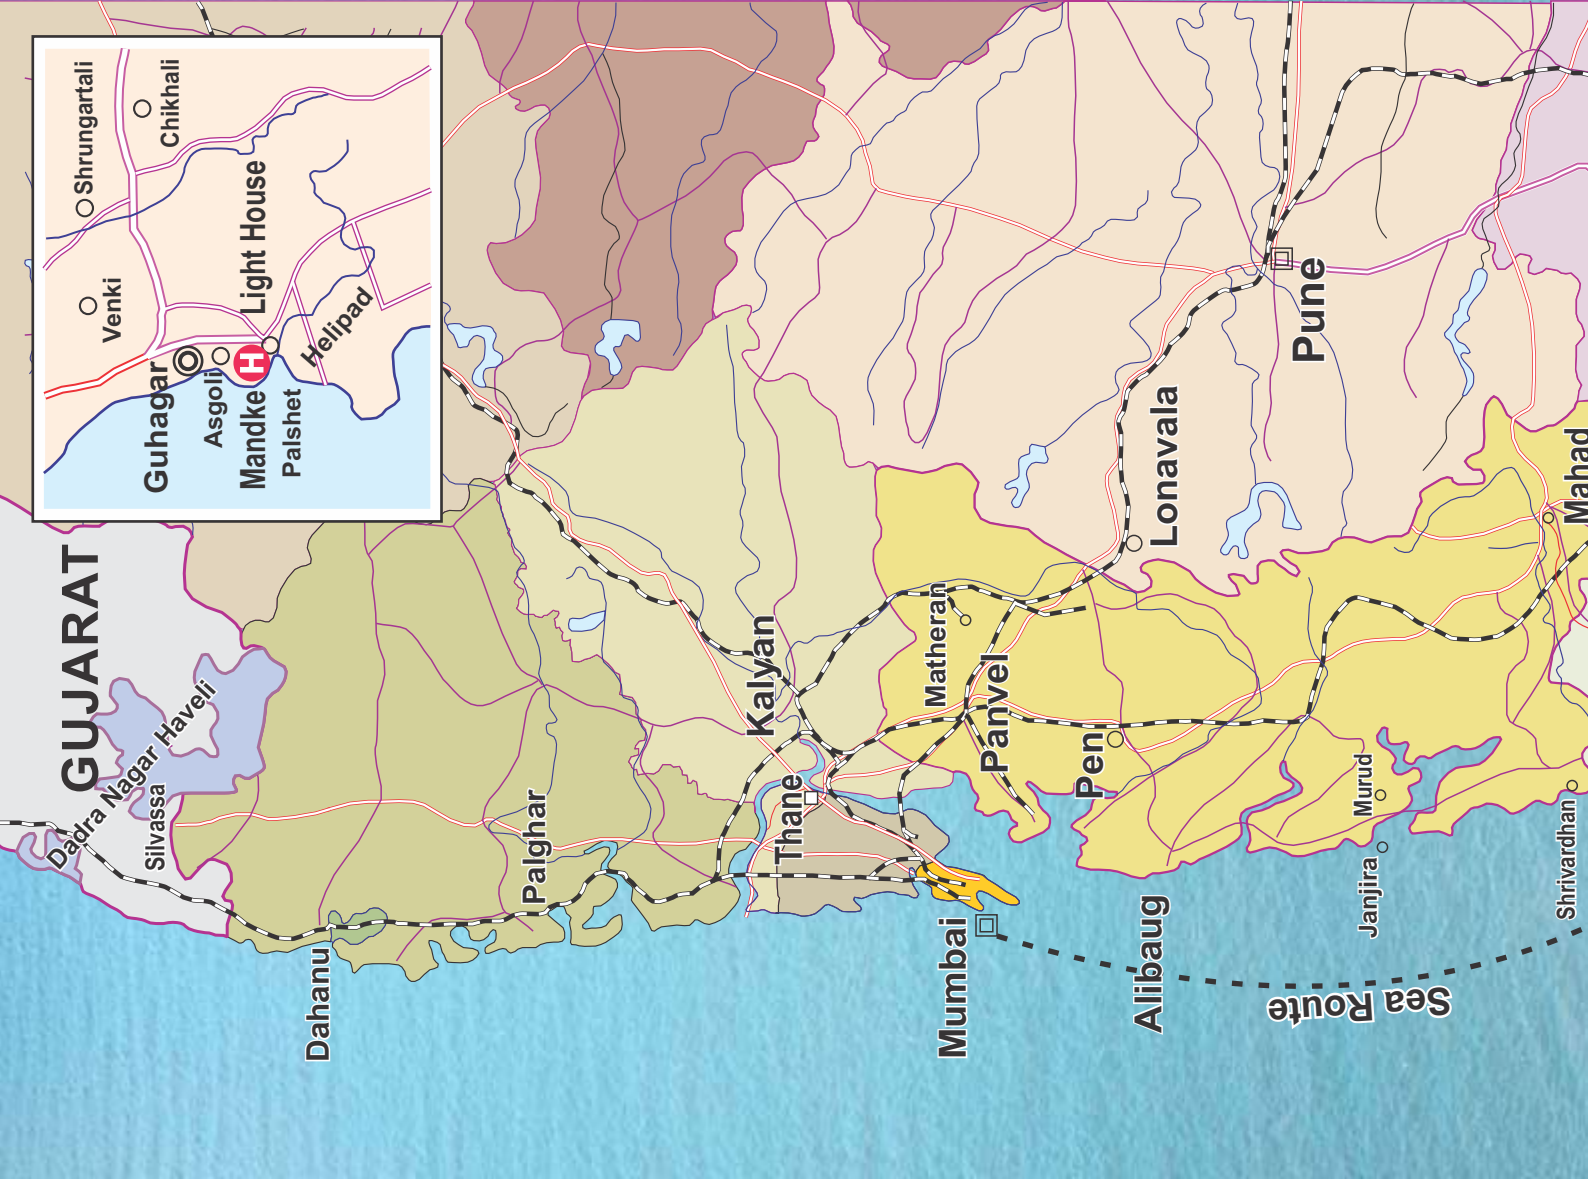 Shrungartali
Chikhali
Venki
Light House
Helipad
Guhagar
Asgoli
H
Mandke
Palshet
GUJARAT
Dadra Nagar Haveli
Silvassa
Dahanu
Palghar
Kalyan
Thane
Mumbai
Matheran
Panvel
Pen
Alibaug
Lonavala
Pune
Murud
Janjira
Sea Route
Mahad
Shrivardhan